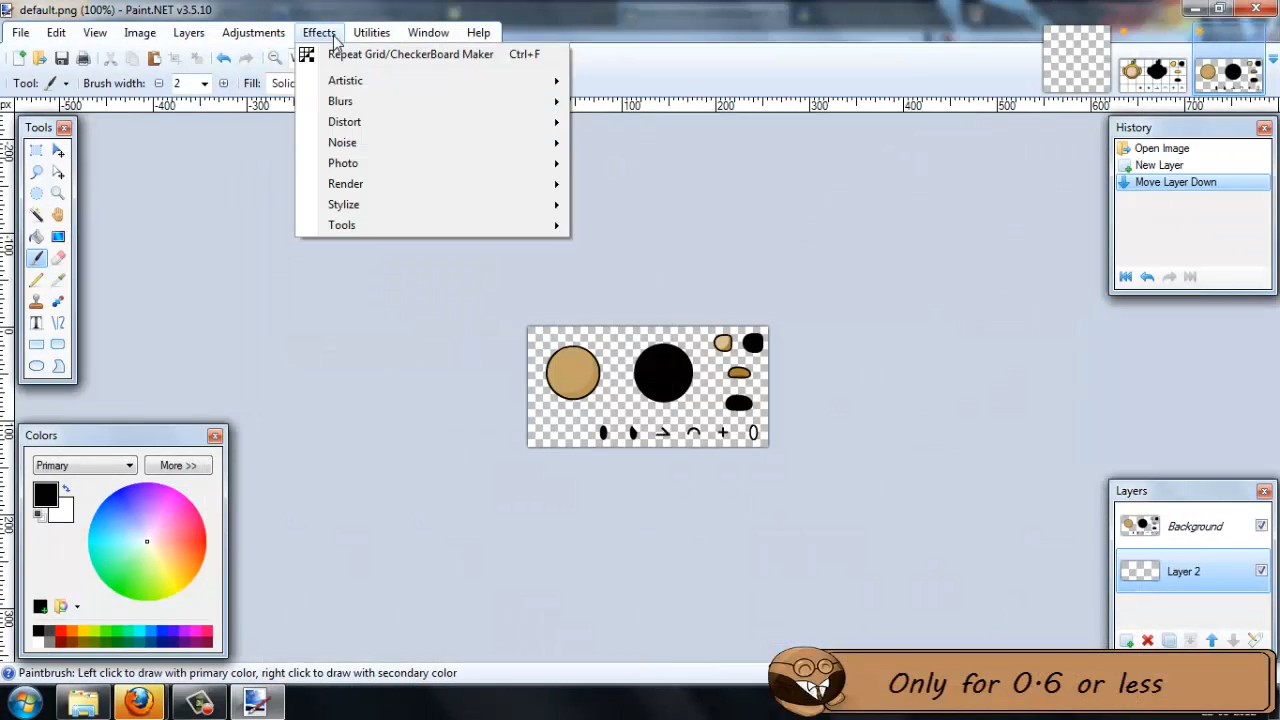 default.png (100%) - Paint.NET v3.5.10
File Edit View Image Layers Adjustments Effects Utilities Window Help
Repeat Grid/CheckerBoard Maker Ctrl+F
Tool: Brush width: 2 Fill: Solid
Artistic
Blurs
Distort
Noise
Photo
Render
Stylize
Tools
px -500 -400 -300 100 200 300 400 500 600 700
Tools
History
Open Image
New Layer
Move Layer Down
Colors
Primary More >>
Layers
Background
Layer 2
Paintbrush: Left click to draw with primary color, right click to draw with secondary color
Only for 0.6 or less